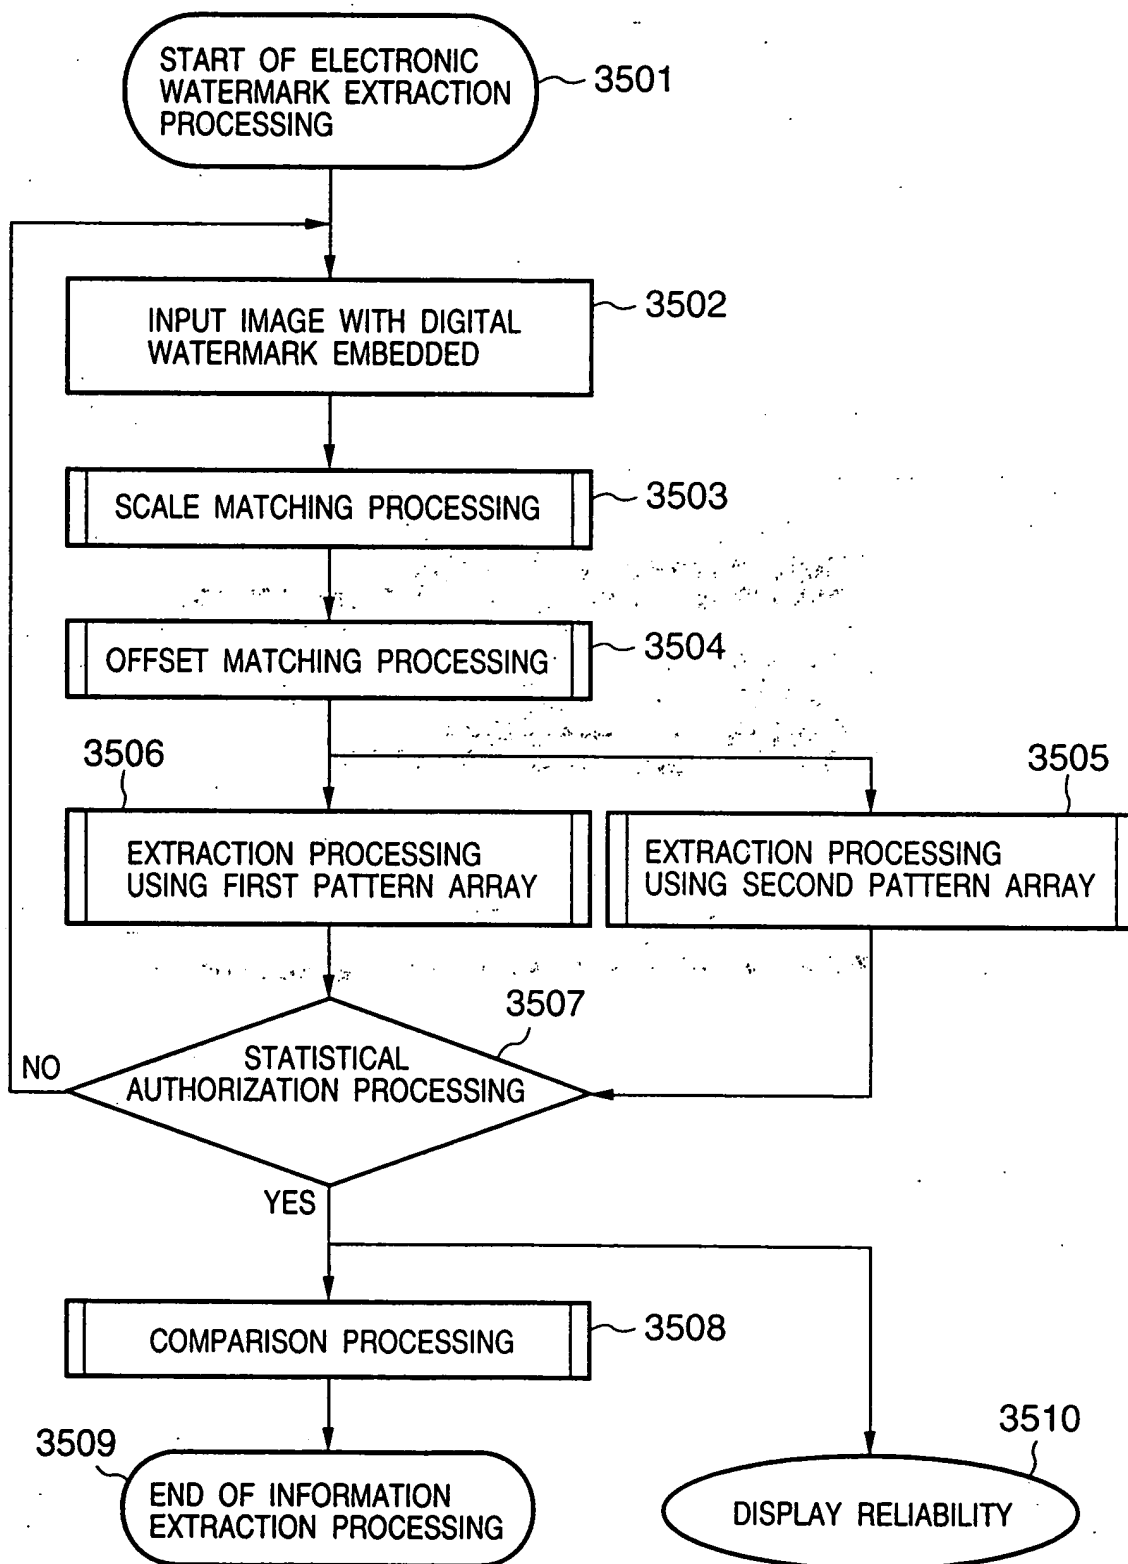 START OF ELECTRONIC
WATERMARK EXTRACTION
PROCESSING
3501
INPUT IMAGE WITH DIGITAL
WATERMARK EMBEDDED
3502
SCALE MATCHING PROCESSING
3503
OFFSET MATCHING PROCESSING
3504
3506
3505
EXTRACTION PROCESSING
USING FIRST PATTERN ARRAY
EXTRACTION PROCESSING
USING SECOND PATTERN ARRAY
3507
STATISTICAL
AUTHORIZATION PROCESSING
NO
YES
COMPARISON PROCESSING
3508
3509
END OF INFORMATION
EXTRACTION PROCESSING
3510
DISPLAY RELIABILITY